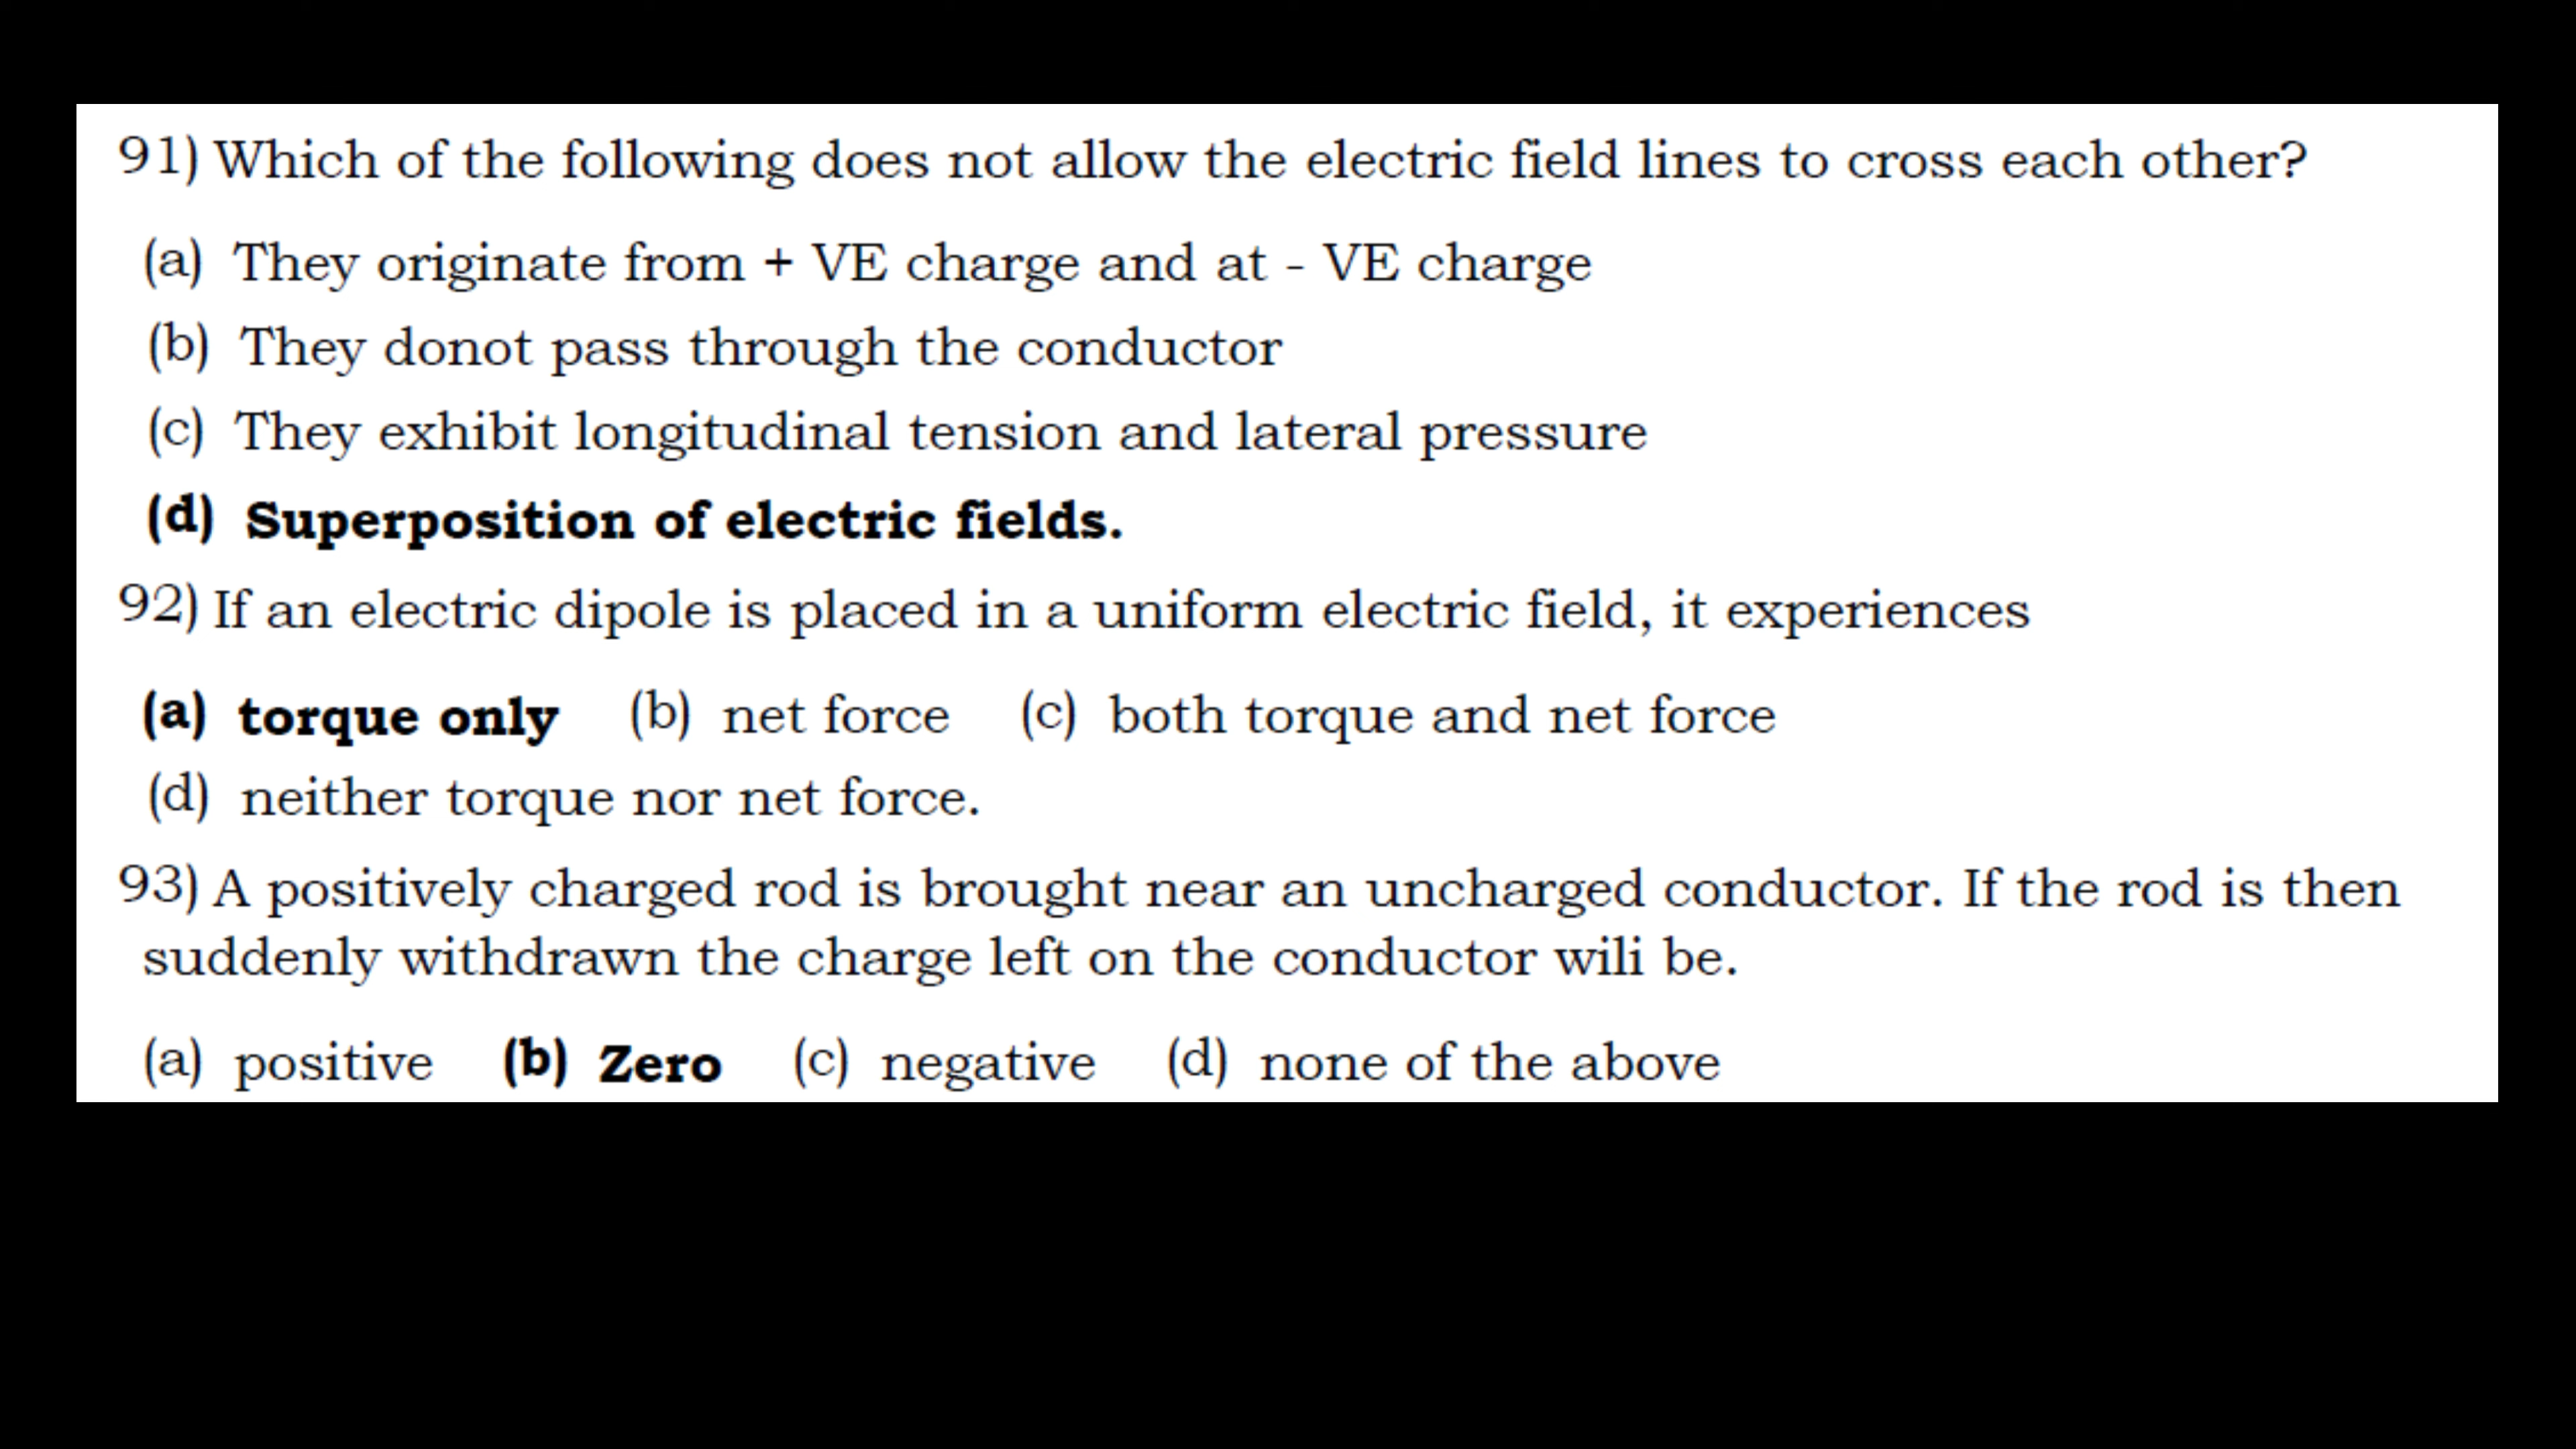 91) Which of the following does not allow the electric field lines to cross each other?
(a) They originate from + VE charge and at - VE charge
(b) They donot pass through the conductor
(c) They exhibit longitudinal tension and lateral pressure
(d) Superposition of electric fields.
92) If an electric dipole is placed in a uniform electric field, it experiences
(a) torque only (b) net force (c) both torque and net force
(d) neither torque nor net force.
93) A positively charged rod is brought near an uncharged conductor. If the rod is then
suddenly withdrawn the charge left on the conductor wili be.
(a) positive (b) Zero (c) negative (d) none of the above